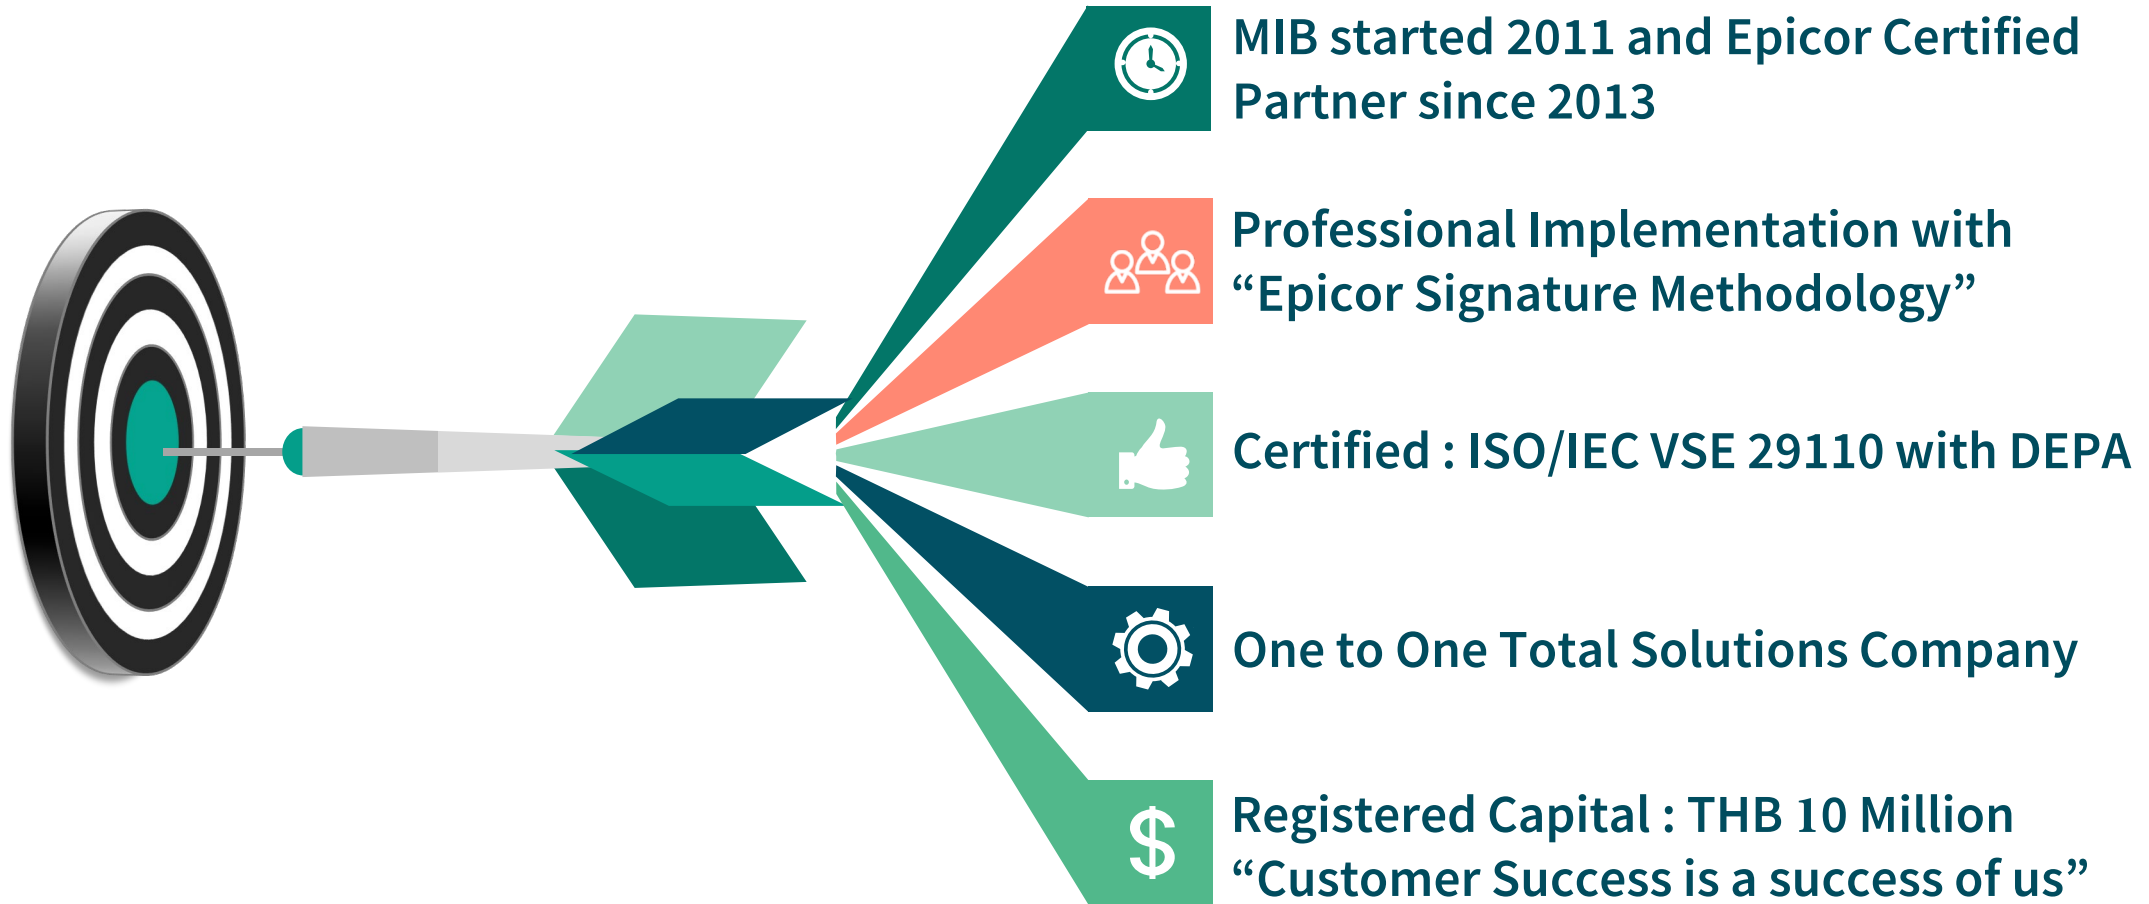 MIB started 2011 and Epicor Certified
Partner since 2013
Professional Implementation with
“Epicor Signature Methodology”
Certified : ISO/IEC VSE 29110 with DEPA
One to One Total Solutions Company
Registered Capital : THB 10 Million
“Customer Success is a success of us”